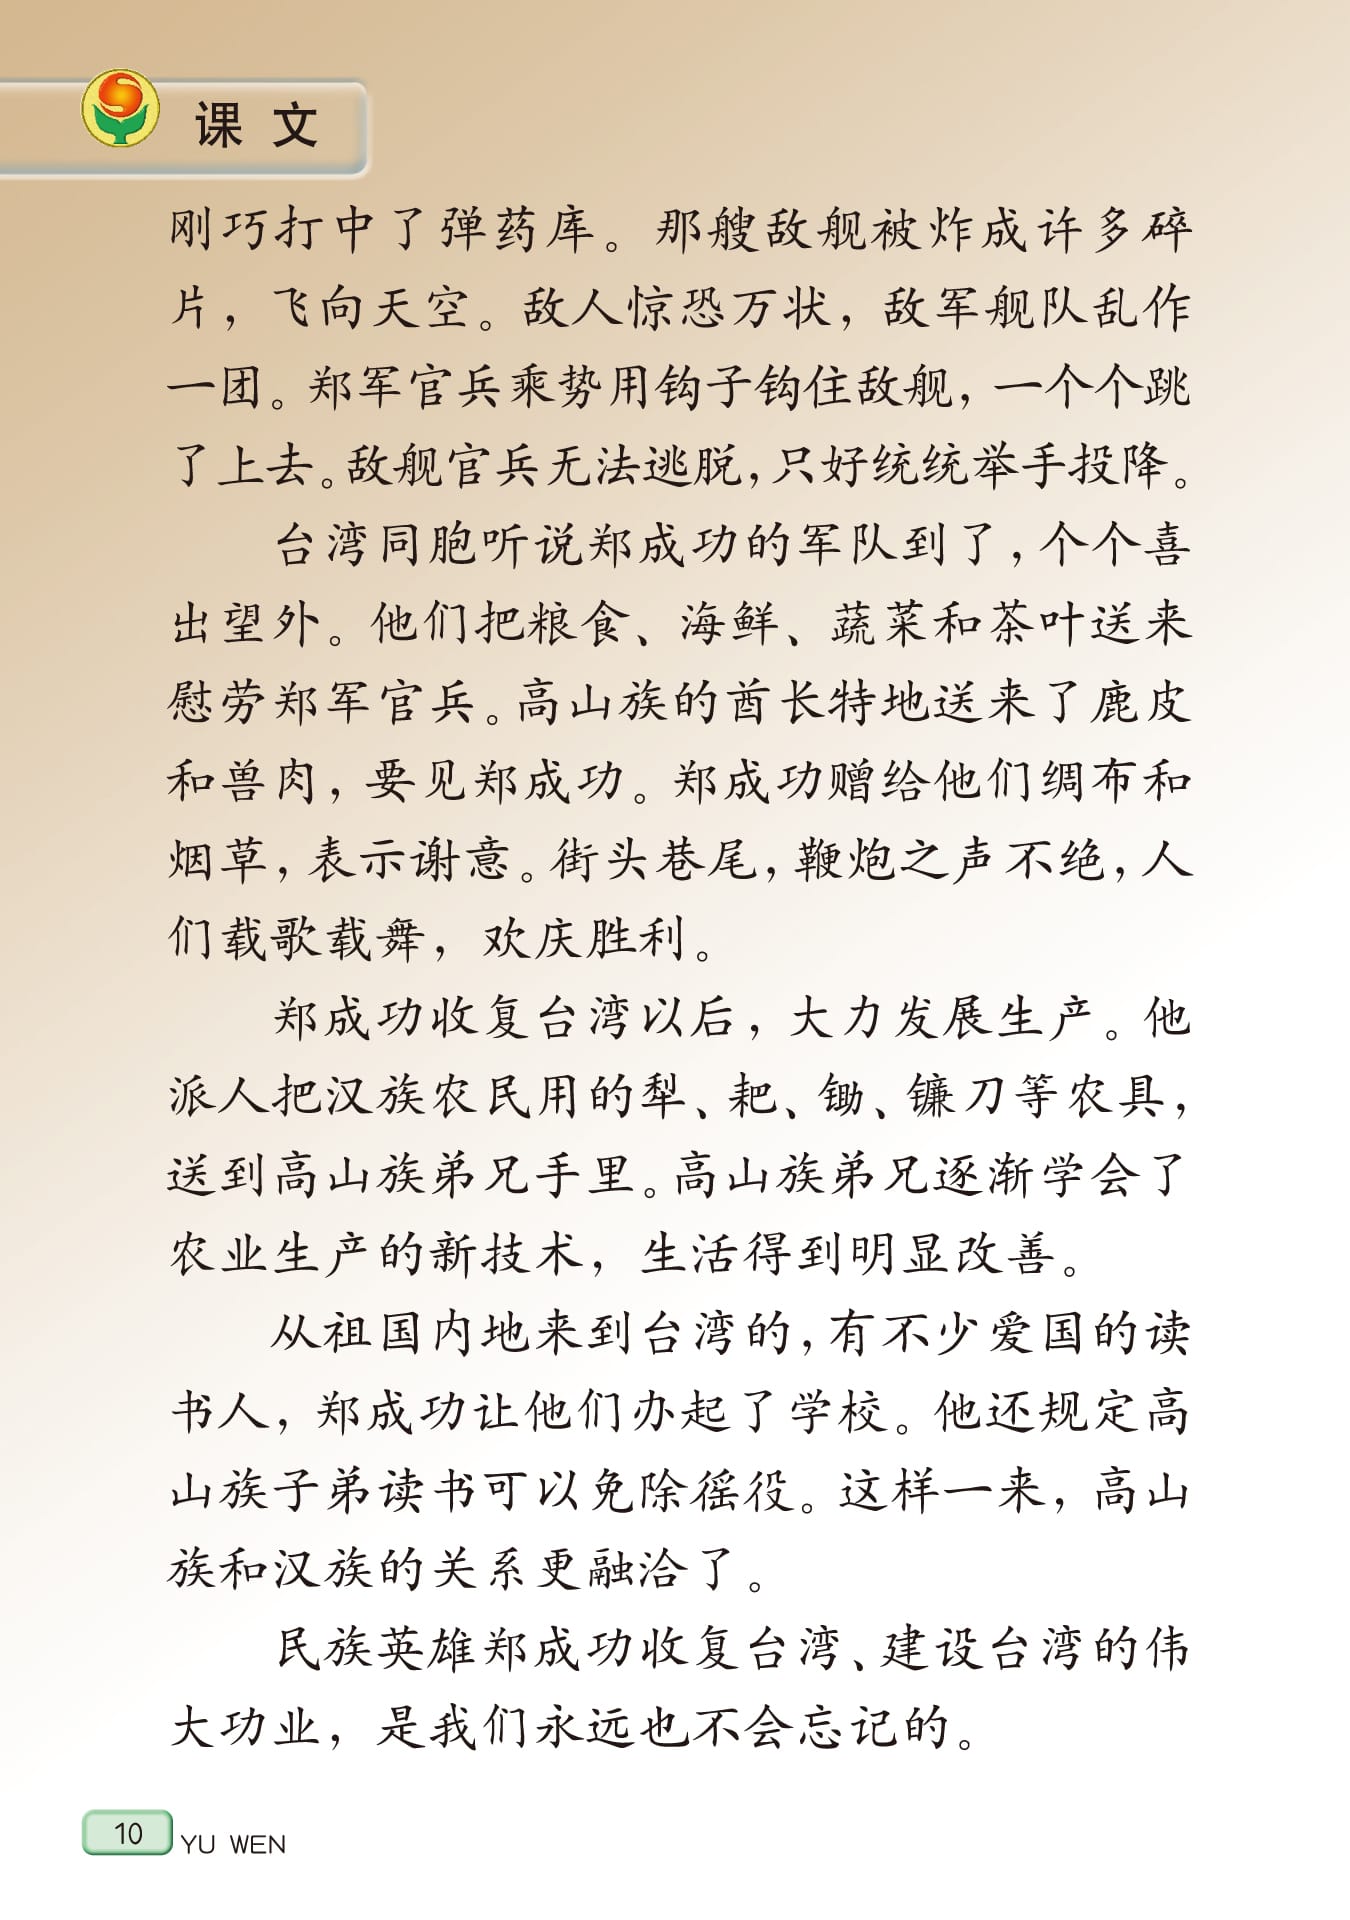 课 文
刚巧打中了弹药库。那艘敌舰被炸成许多碎
片，飞向天空。敌人惊恐万状，敌军舰队乱作
一团。郑军官兵乘势用钩子钩住敌舰，一个个跳
了上去。敌舰官兵无法逃脱，只好统统举手投降。
台湾同胞听说郑成功的军队到了，个个喜
出望外。他们把粮食、海鲜、蔬菜和茶叶送来
慰劳郑军官兵。高山族的酋长特地送来了鹿皮
和兽肉，要见郑成功。郑成功赠给他们绸布和
烟草，表示谢意。街头巷尾，鞭炮之声不绝，人
们载歌载舞，欢庆胜利。
郑成功收复台湾以后，大力发展生产。他
派人把汉族农民用的犁、耙、锄、镰刀等农具，
送到高山族弟兄手里。高山族弟兄逐渐学会了
农业生产的新技术，生活得到明显改善。
从祖国内地来到台湾的，有不少爱国的读
书人，郑成功让他们办起了学校。他还规定高
山族子弟读书可以免除徭役。这样一来，高山
族和汉族的关系更融洽了。
民族英雄郑成功收复台湾、建设台湾的伟
大功业，是我们永远也不会忘记的。
10
YU WEN